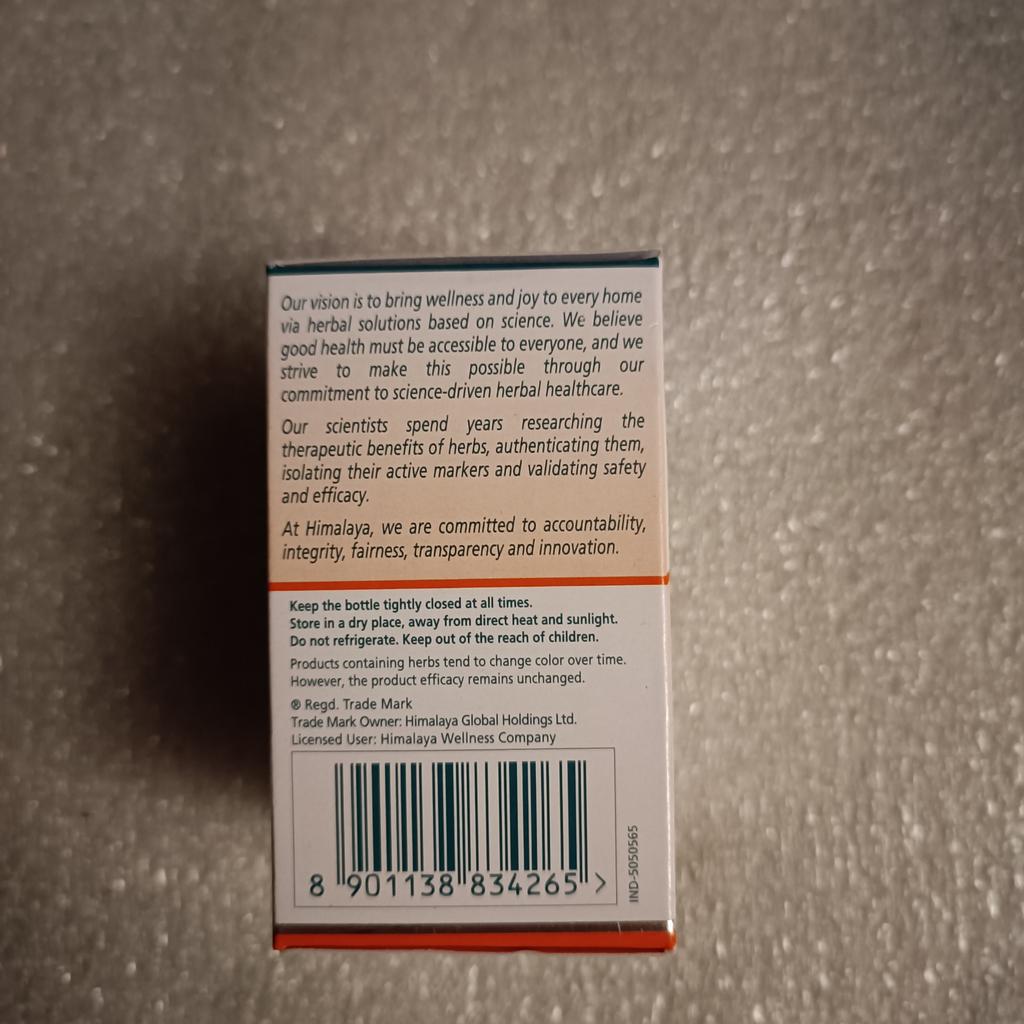 Our vision is to bring wellness and joy to every home
via herbal solutions based on science. We believe
good health must be accessible to everyone, and we
strive to make this possible through our
commitment to science-driven herbal healthcare.
Our scientists spend years researching the
therapeutic benefits of herbs, authenticating them,
isolating their active markers and validating safety
and efficacy.
At Himalaya, we are committed to accountability,
integrity, fairness, transparency and innovation.
Keep the bottle tightly closed at all times.
Store in a dry place, away from direct heat and sunlight.
Do not refrigerate. Keep out of the reach of children.
Products containing herbs tend to change color over time.
However, the product efficacy remains unchanged.
® Regd. Trade Mark
Trade Mark Owner: Himalaya Global Holdings Ltd.
Licensed User: Himalaya Wellness Company
8 901138 834265 >
IND-5050565